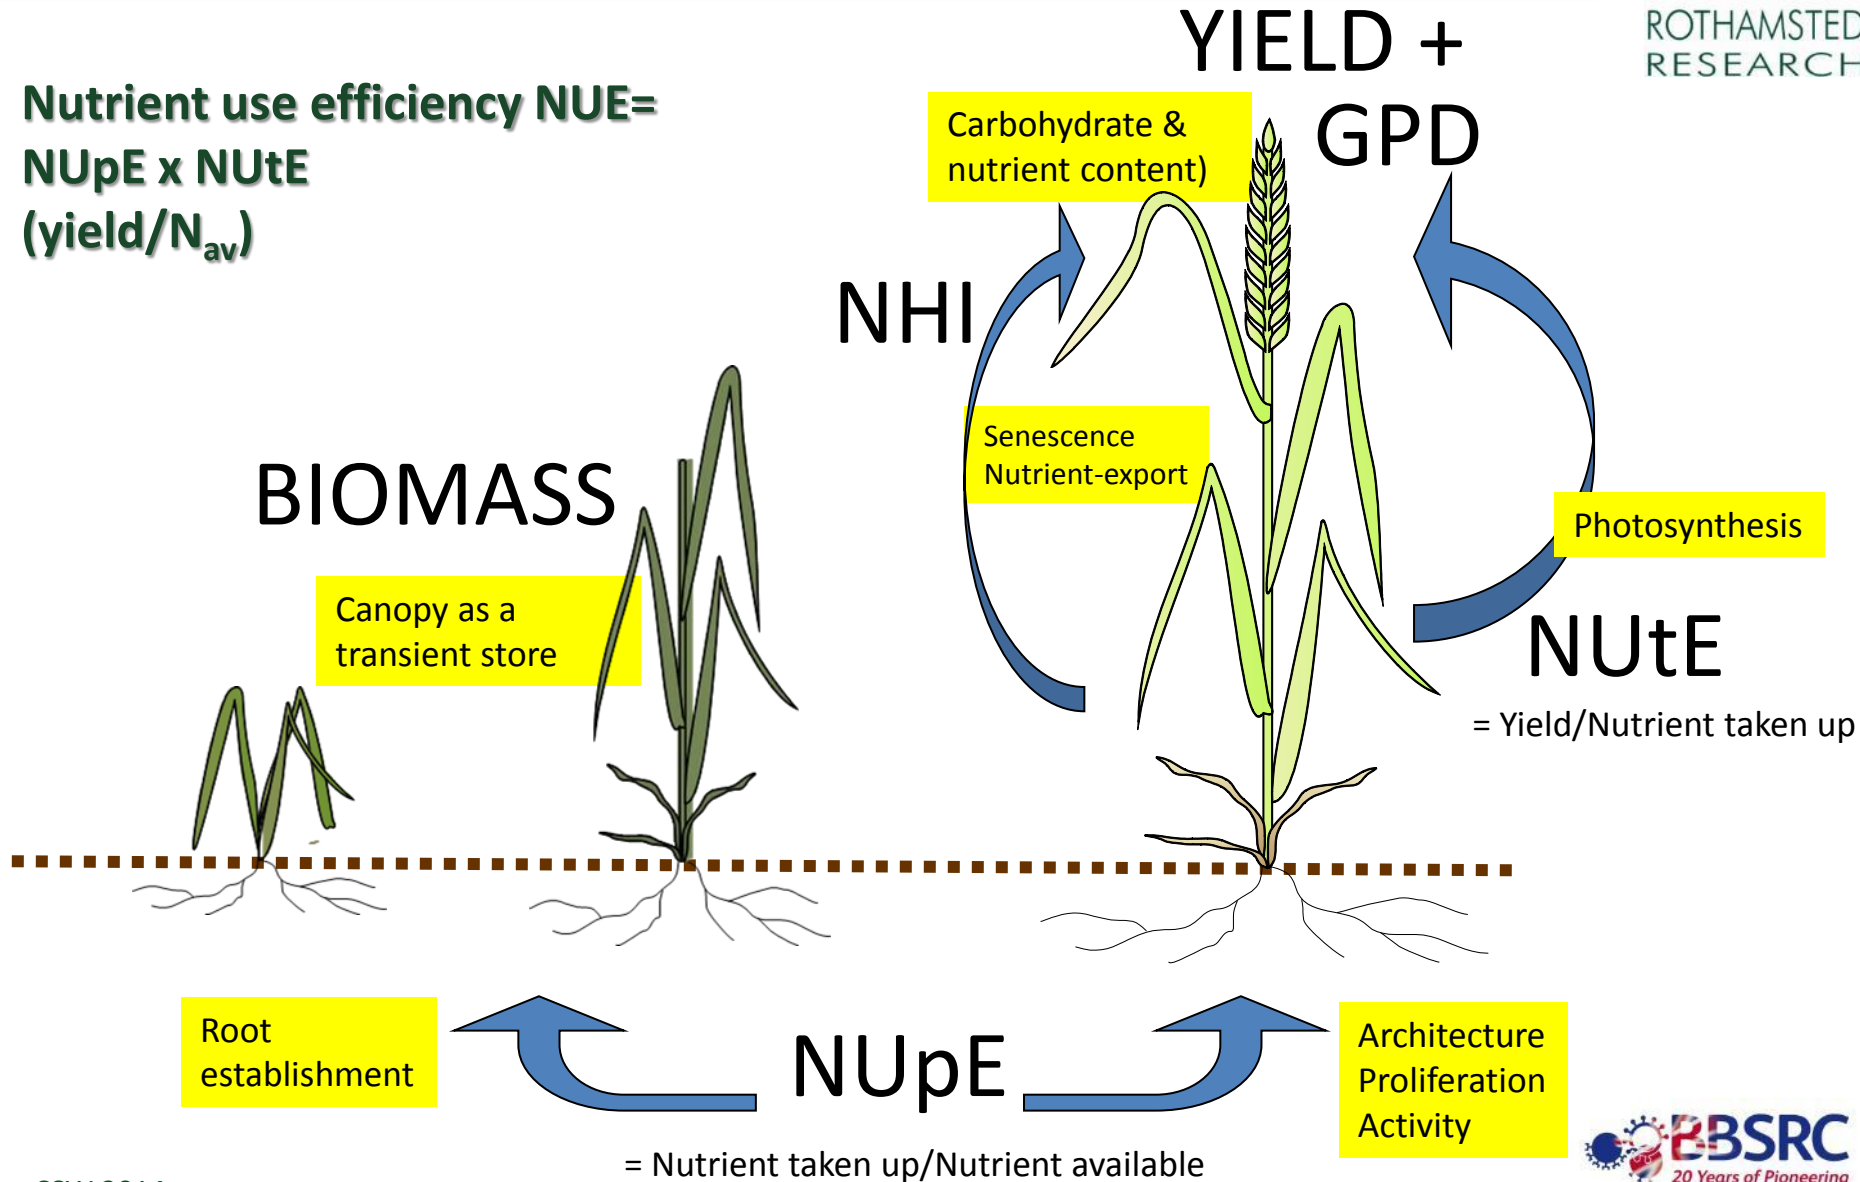 ROTHAMSTED
RESEARCH
Nutrient use efficiency NUE=
NUpE x NUtE
(yield/Nav)
YIELD +
GPD
Carbohydrate &
nutrient content)
NHI
Senescence
Nutrient-export
BIOMASS
Canopy as a
transient store
Photosynthesis
NUtE
= Yield/Nutrient taken up
Root
establishment
NUpE
= Nutrient taken up/Nutrient available
Architecture
Proliferation
Activity
BBSRC
20 Years of Pioneering